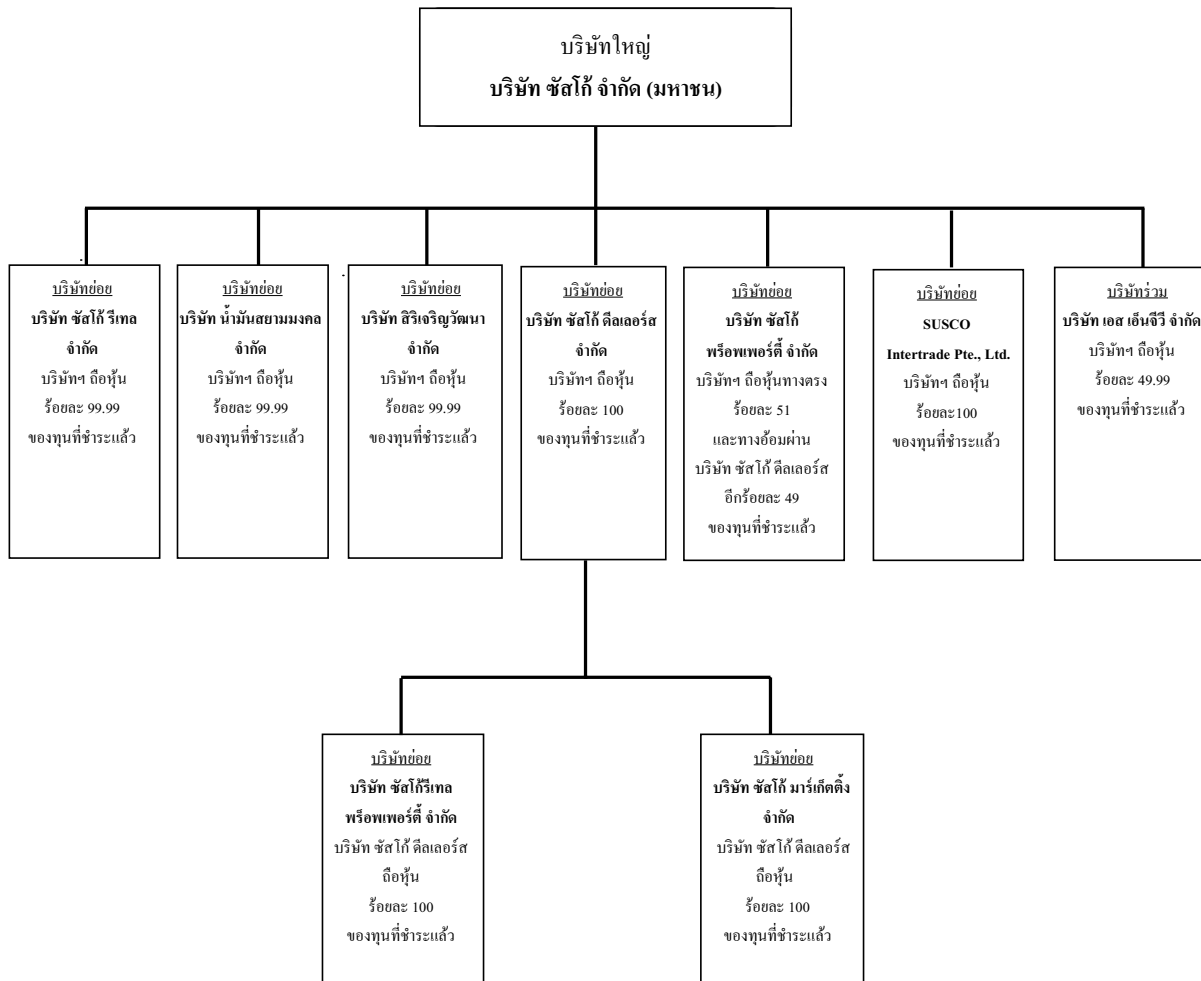 บริษัทใหญ่
บริษัท ซัสโก้ จำกัด (มหาชน)
บริษัทย่อย
บริษัท ซัสโก้ รีเทล
จำกัด
บริษัทฯ ถือหุ้น
ร้อยละ 99.99
ของทุนที่ชำระแล้ว
บริษัทย่อย
บริษัท น้ำมันสยามมงคล
จำกัด
บริษัทฯ ถือหุ้น
ร้อยละ 99.99
ของทุนที่ชำระแล้ว
บริษัทย่อย
บริษัท สิริเจริญวัฒนา
จำกัด
บริษัทฯ ถือหุ้น
ร้อยละ 99.99
ของทุนที่ชำระแล้ว
บริษัทย่อย
บริษัท ซัสโก้ ดีลเลอร์ส
จำกัด
บริษัทฯ ถือหุ้น
ร้อยละ 100
ของทุนที่ชำระแล้ว
บริษัทย่อย
บริษัท ซัสโก้
พร็อพเพอร์ตี้ จำกัด
บริษัทฯ ถือหุ้นทางตรง
ร้อยละ 51
และทางอ้อมผ่าน
บริษัท ซัสโก้ ดีลเลอร์ส
อีกร้อยละ 49
ของทุนที่ชำระแล้ว
บริษัทย่อย
SUSCO
Intertrade Pte., Ltd.
บริษัทฯ ถือหุ้น
ร้อยละ100
ของทุนที่ชำระแล้ว
บริษัทร่วม
บริษัท เอส เอ็นจีวี จำกัด
บริษัทฯ ถือหุ้น
ร้อยละ 49.99
ของทุนที่ชำระแล้ว
บริษัทย่อย
บริษัท ซัสโก้รีเทล
พร็อพเพอร์ตี้ จำกัด
บริษัท ซัสโก้ ดีลเลอร์ส
ถือหุ้น
ร้อยละ 100
ของทุนที่ชำระแล้ว
บริษัทย่อย
บริษัท ซัสโก้ มาร์เก็ตติ้ง
จำกัด
บริษัท ซัสโก้ ดีลเลอร์ส
ถือหุ้น
ร้อยละ 100
ของทุนที่ชำระแล้ว